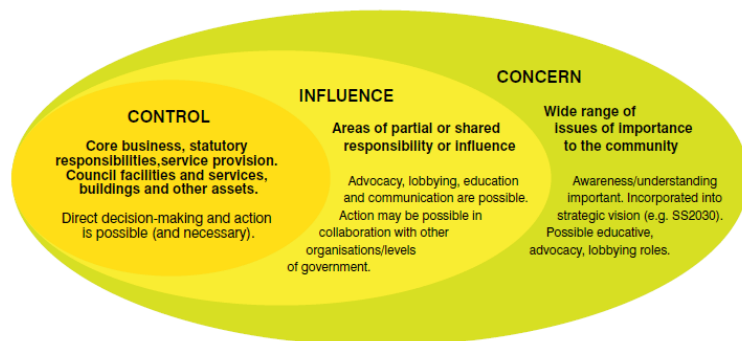 CONTROL
Core business, statutory
responsibilities,service provision.
Council facilities and services,
buildings and other assets.
Direct decision-making and action
is possible (and necessary).
INFLUENCE
Areas of partial or shared
responsibility or influence
Advocacy, lobbying, education
and communication are possible.
Action may be possible in
collaboration with other
organisations/levels
of government.
CONCERN
Wide range of
issues of importance
to the community
Awareness/understanding
important. Incorporated into
strategic vision (e.g. SS2030).
Possible educative,
advocacy, lobbying roles.